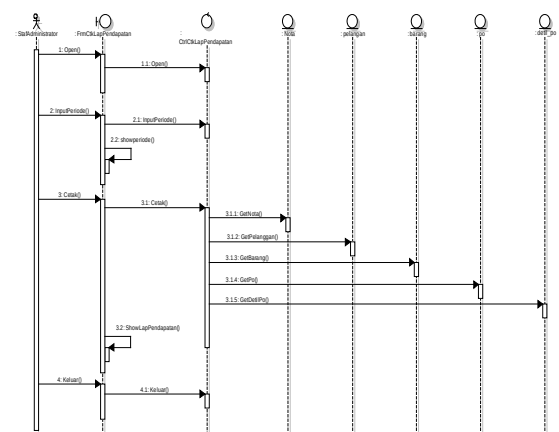 : StafAdministrator
: FrmCtkLapPendapatan
:
CtrlCtkLapPendapatan
: Nota
: pelangan
: barang
: po
: detil_po
1: Open()
1.1: Open()
2: InputPeriode()
2.1: InputPeriode()
2.2: showperiode()
3: Cetak()
3.1: Cetak()
3.1.1: GetNota()
3.1.2: GetPelanggan()
3.1.3: GetBarang()
3.1.4: GetPo()
3.1.5: GetDetilPo()
3.2: ShowLapPendapatan()
4: Keluar()
4.1: Keluar()